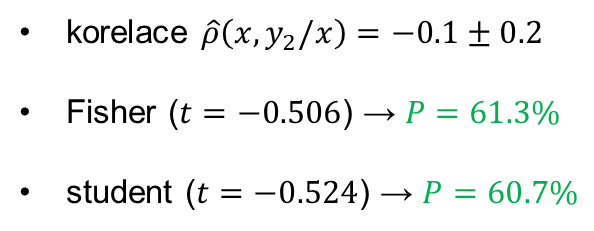 • korelace ρ̂(x, y₂/x) = −0.1 ± 0.2
• Fisher (t = −0.506) → P = 61.3%
• student (t = −0.524) → P = 60.7%